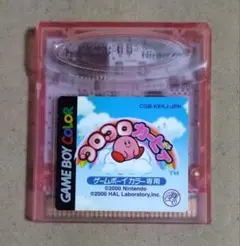 CGB-KKKJ-JPN
GAME BOY COLOR
コロコロカービィ
TM
ゲームボーイカラー専用
©2000 Nintendo
©2000 HAL Laboratory,Inc.